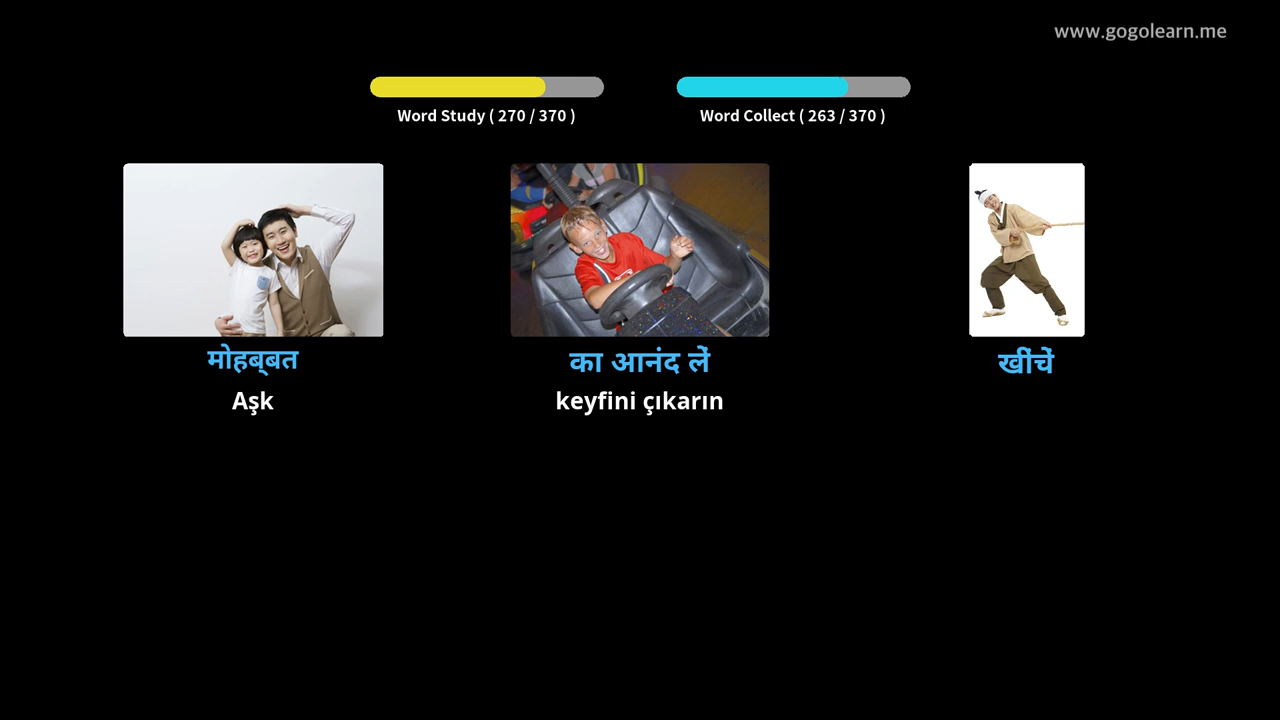 www.gogolearn.me
Word Study ( 270 / 370 )
Word Collect ( 263 / 370 )
मोहब्बत
का आनंद लें
खींचें
Aşk
keyfini çıkarın